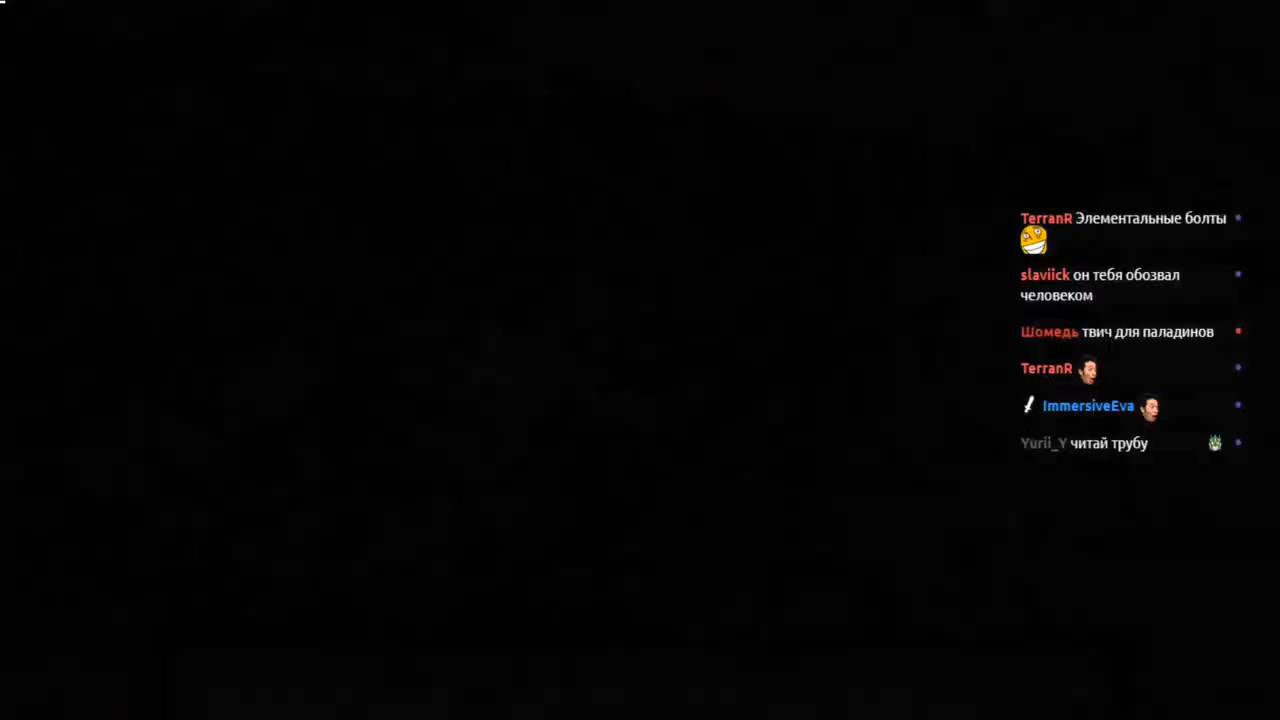 TerranR Элементальные болты
slaviick он тебя обозвал
человеком
Шомедь твич для паладинов
TerranR
ImmersiveEva
Yurii_Y читай трубу